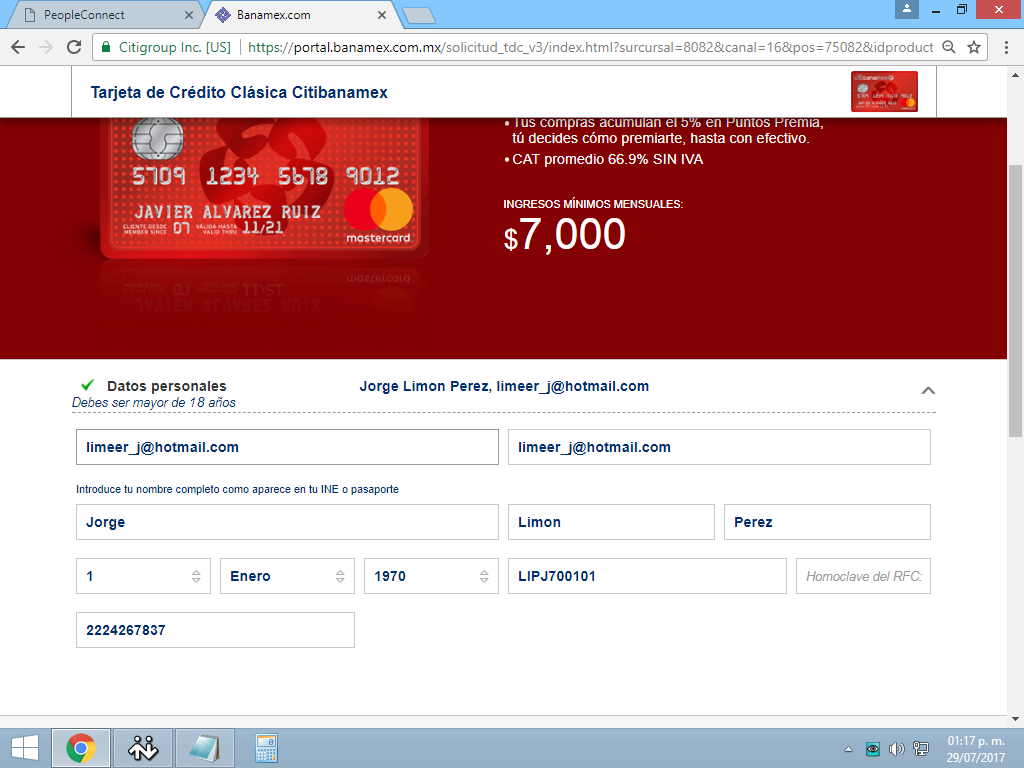 PeopleConnect
Banamex.com
Citigroup Inc. [US] https://portal.banamex.com.mx/solicitud_tdc_v3/index.html?sursursal=8082&canal=16&pos=75082&idproduct
Tarjeta de Crédito Clásica Citibanamex
• Tus compras acumulan el 5% en Puntos Premia,
tú decides cómo premiarte, hasta con efectivo.
• CAT promedio 66.9% SIN IVA
5709 1234 5678 9012
JAVIER ALVAREZ RUIZ
CLIENTE DESDE
MEMBER SINCE 07 VÁLIDA HASTA
VALID THRU 11/21
mastercard
INGRESOS MÍNIMOS MENSUALES:
$7,000
Datos personales
Jorge Limon Perez, limeer_j@hotmail.com
Debes ser mayor de 18 años
limeer_j@hotmail.com limeer_j@hotmail.com
Introduce tu nombre completo como aparece en tu INE o pasaporte
Jorge Limon Perez
1 Enero 1970 LIPJ700101 Homoclave del RFC:
2224267837
01:17 p. m.
29/07/2017